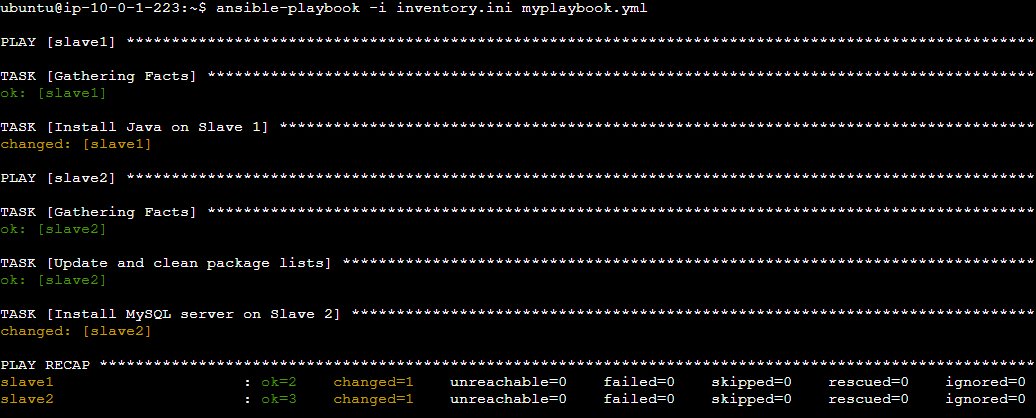 ubuntu@ip-10-0-1-223:~$ ansible-playbook -i inventory.ini myplaybook.yml
PLAY [slave1] *****************************************************************************************************
TASK [Gathering Facts] ********************************************************************************************
ok: [slave1]
TASK [Install Java on Slave 1] ************************************************************************************
changed: [slave1]
PLAY [slave2] *****************************************************************************************************
TASK [Gathering Facts] ********************************************************************************************
ok: [slave2]
TASK [Update and clean package lists] *****************************************************************************
ok: [slave2]
TASK [Install MySQL server on Slave 2] ****************************************************************************
changed: [slave2]
PLAY RECAP ********************************************************************************************************
slave1                     : ok=2    changed=1    unreachable=0    failed=0    skipped=0    rescued=0    ignored=0
slave2                     : ok=3    changed=1    unreachable=0    failed=0    skipped=0    rescued=0    ignored=0